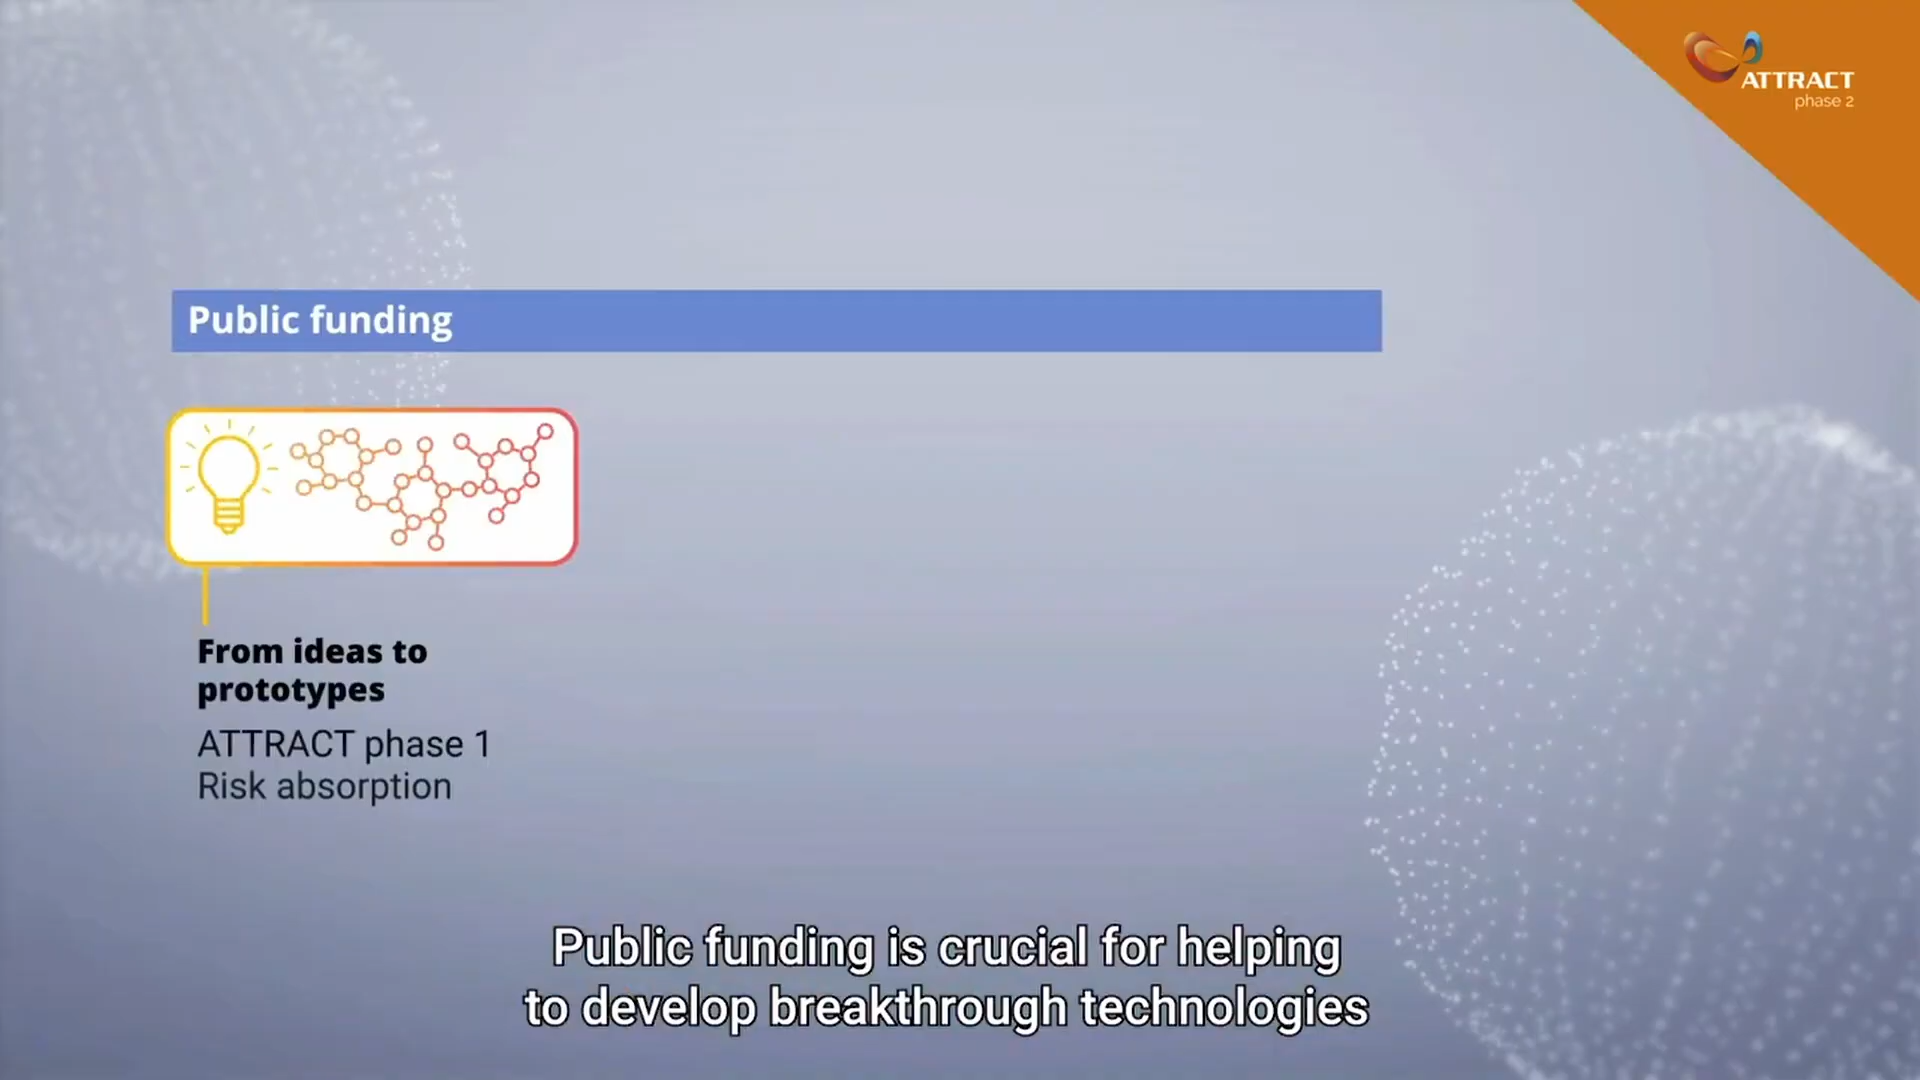 ATTRACT
phase 2
Public funding
From ideas to
prototypes
ATTRACT phase 1
Risk absorption
Public funding is crucial for helping
to develop breakthrough technologies